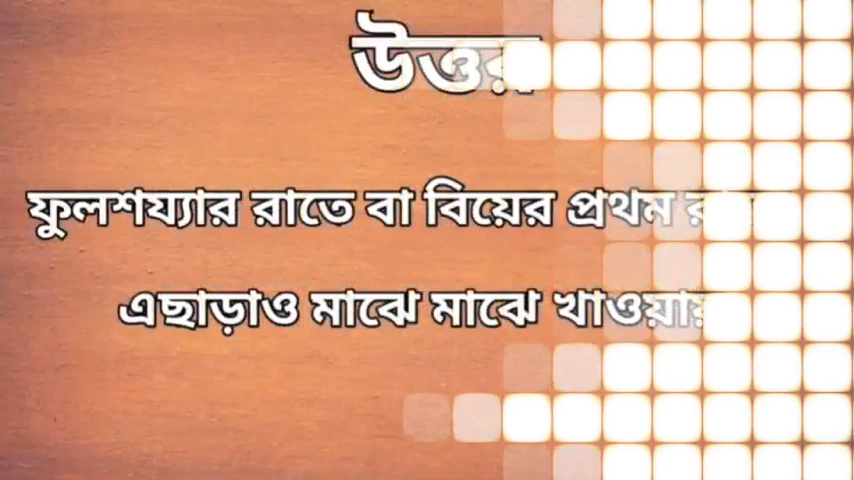 উত্তর
ফুলশয্যার রাতে বা বিয়ের প্রথম
এছাড়াও মাঝে মাঝে খাওয়ার